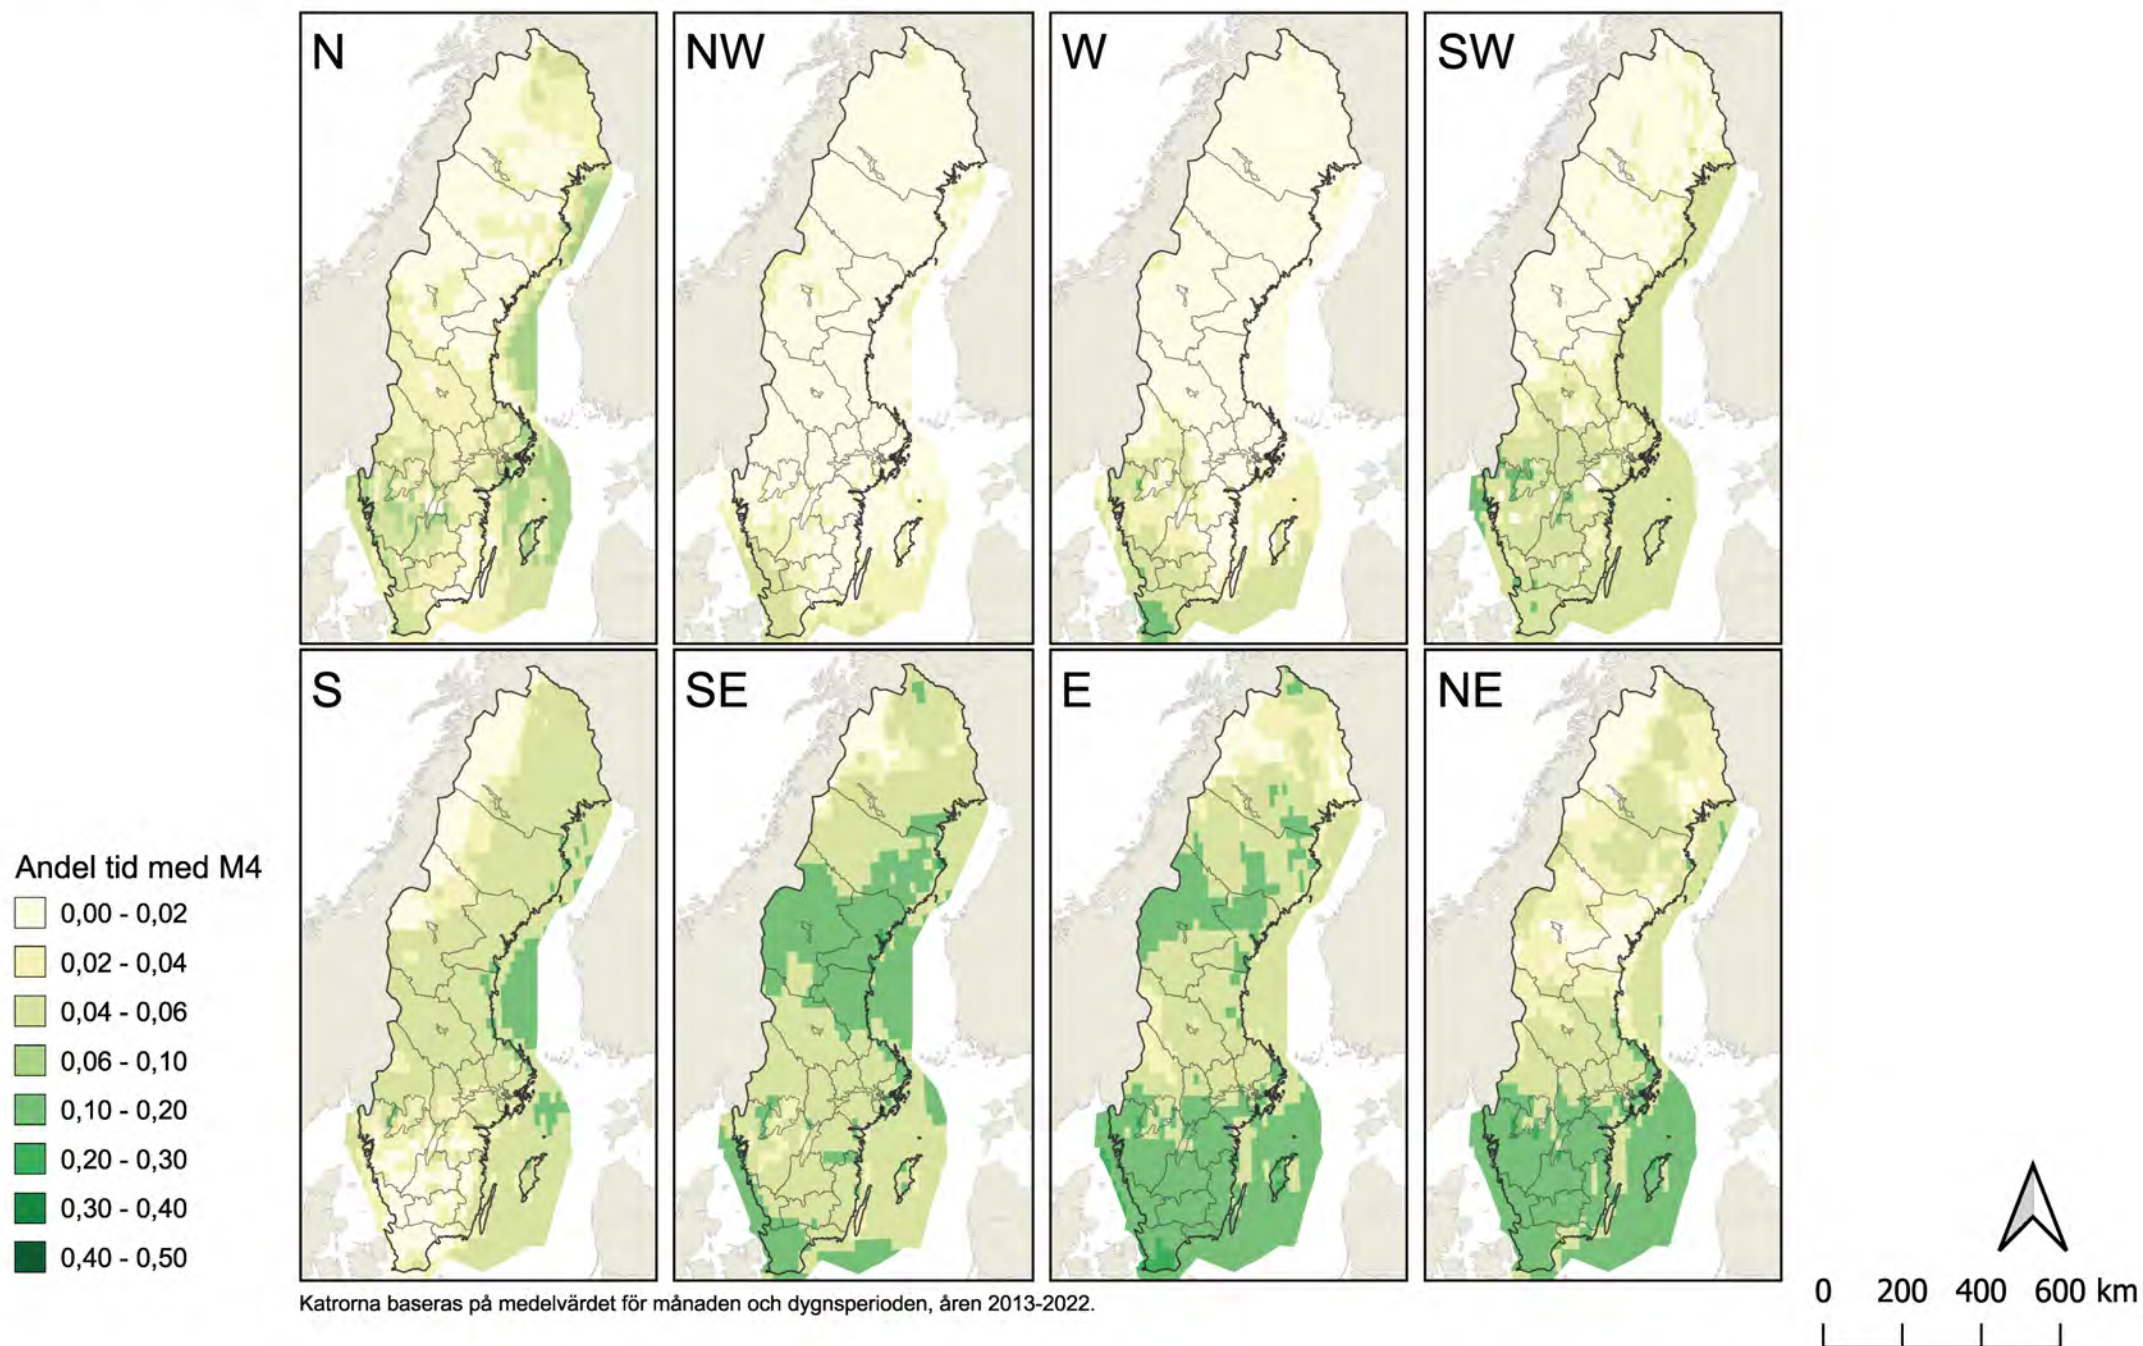 N
NW
W
SW
S
SE
E
NE
Andel tid med M4
0,00 - 0,02
0,02 - 0,04
0,04 - 0,06
0,06 - 0,10
0,10 - 0,20
0,20 - 0,30
0,30 - 0,40
0,40 - 0,50
Katrorna baseras på medelvärdet för månaden och dygnsperioden, åren 2013-2022.
0 200 400 600 km